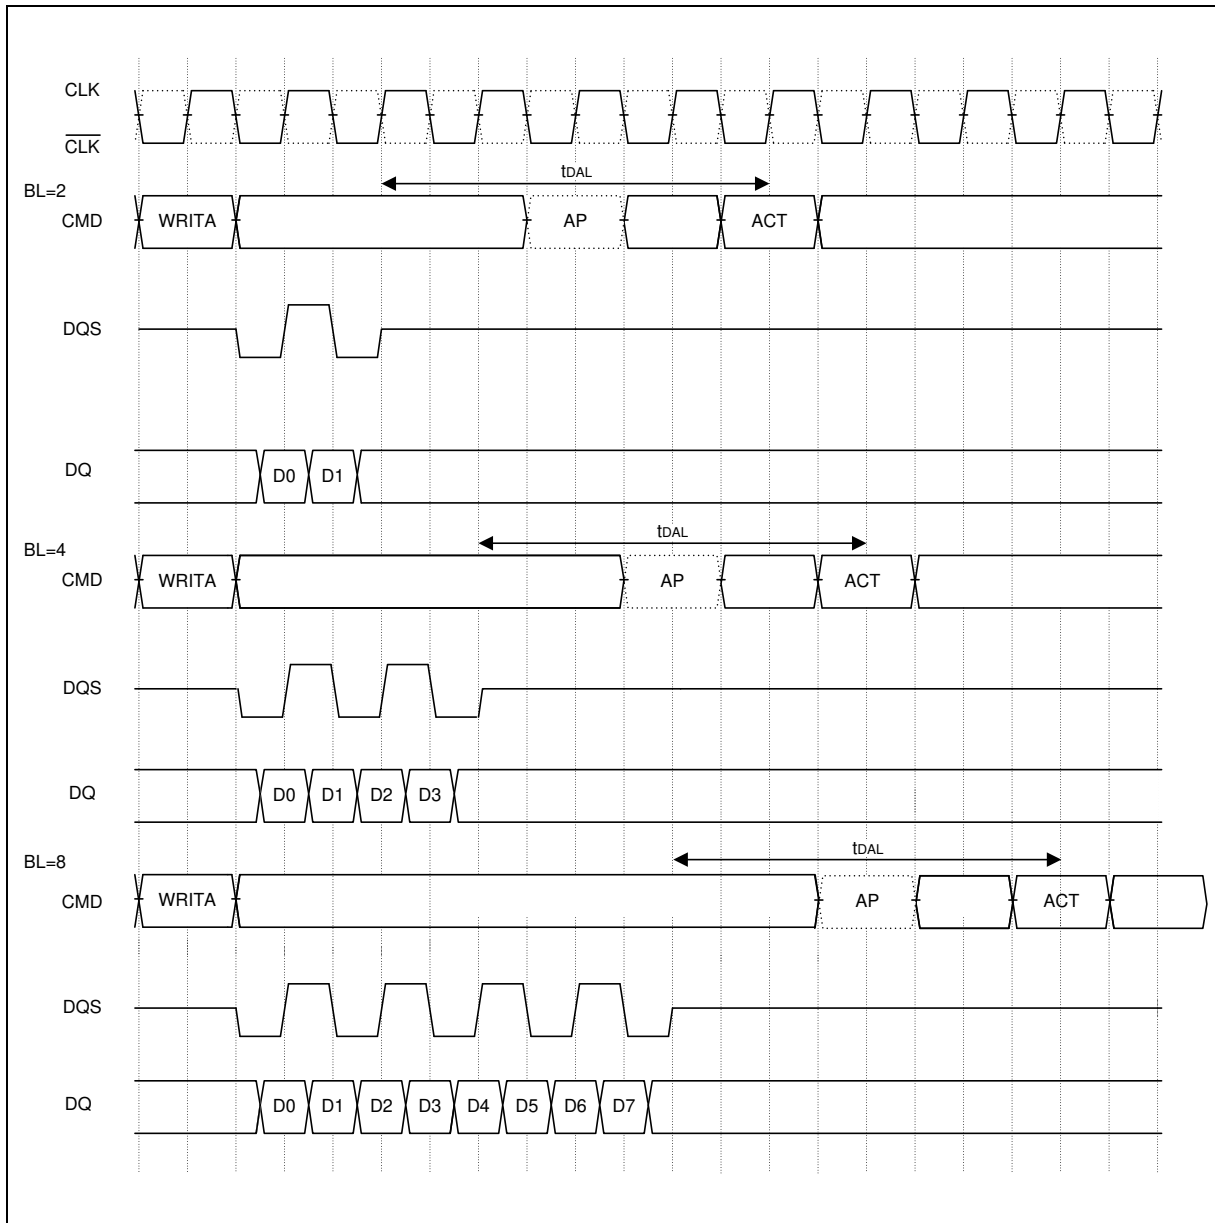 CLK
CLK
tDAL
BL=2
CMD WRITA AP ACT
DQS
DQ D0 D1
tDAL
BL=4
CMD WRITA AP ACT
DQS
DQ D0 D1 D2 D3
tDAL
BL=8
CMD WRITA AP ACT
DQS
DQ D0 D1 D2 D3 D4 D5 D6 D7